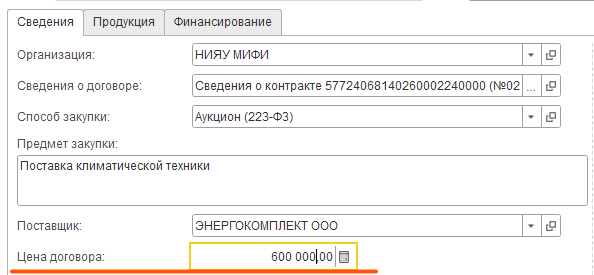 Сведения Продукция Финансирование
Организация: НИЯУ МИФИ
Сведения о договоре: Сведения о контракте 57724068140260002240000 (№02 ...
Способ закупки: Аукцион (223-ФЗ)
Предмет закупки:
Поставка климатической техники
Поставщик: ЭНЕРГОКОМПЛЕКТ ООО
Цена договора: 600 000,00